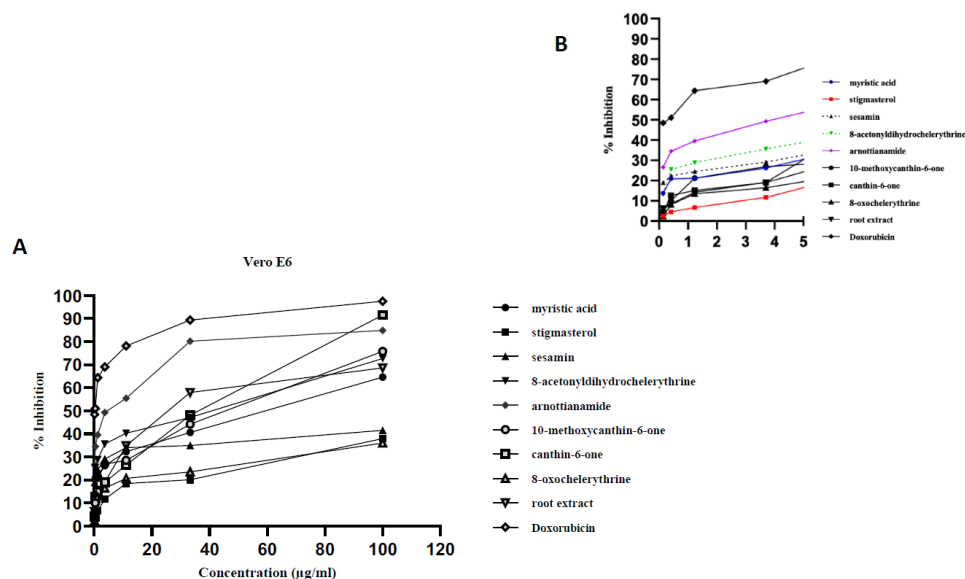 B
100
90
80
70
60
50
40
30
20
10
0
% Inhibition
0 1 2 3 4 5
myristic acid
stigmasterol
sesamin
8-acetonyldihydrochelerythrine
arnottianamide
10-methoxycanthin-6-one
canthin-6-one
8-oxochelerythrine
root extract
Doxorubicin
A
Vero E6
100
90
80
70
60
50
40
30
20
10
0
% Inhibition
0 20 40 60 80 100 120
Concentration (µg/ml)
myristic acid
stigmasterol
sesamin
8-acetonyldihydrochelerythrine
arnottianamide
10-methoxycanthin-6-one
canthin-6-one
8-oxochelerythrine
root extract
Doxorubicin